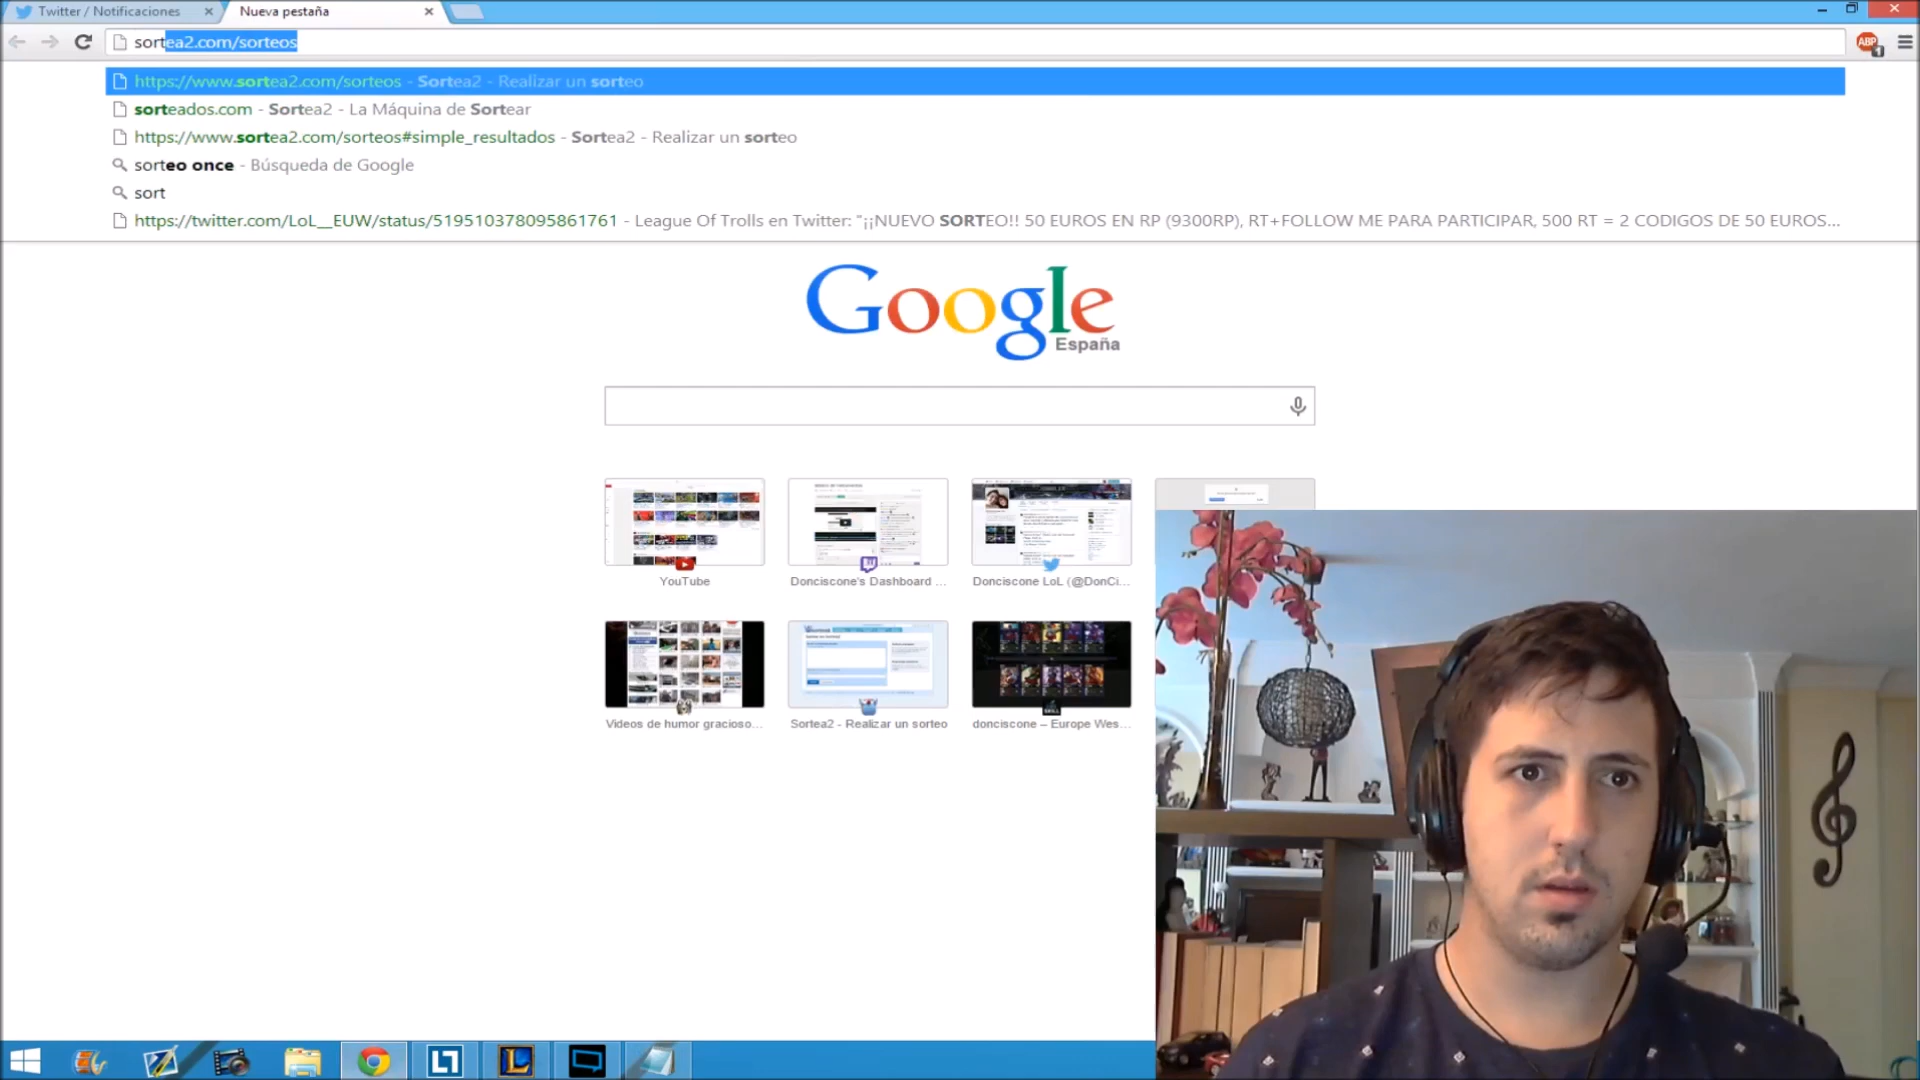 Twitter / Notificaciones
Nueva pestaña
sortea2.com/sorteos
ABP
1
https://www.sortea2.com/sorteos - Sortea2 - Realizar un sorteo
sorteados.com - Sortea2 - La Máquina de Sortear
https://www.sortea2.com/sorteos#simple_resultados - Sortea2 - Realizar un sorteo
sorteo once - Búsqueda de Google
sort
https://twitter.com/LoL__EUW/status/519510378095861761 - League Of Trolls en Twitter: "¡¡NUEVO SORTEO!! 50 EUROS EN RP (9300RP), RT+FOLLOW ME PARA PARTICIPAR, 500 RT = 2 CODIGOS DE 50 EUROS...
Google
España
YouTube
Donciscone's Dashboard ...
Donciscone LoL (@DonCi...
Videos de humor gracioso...
Sortea2 - Realizar un sorteo
donciscone – Europe Wes...